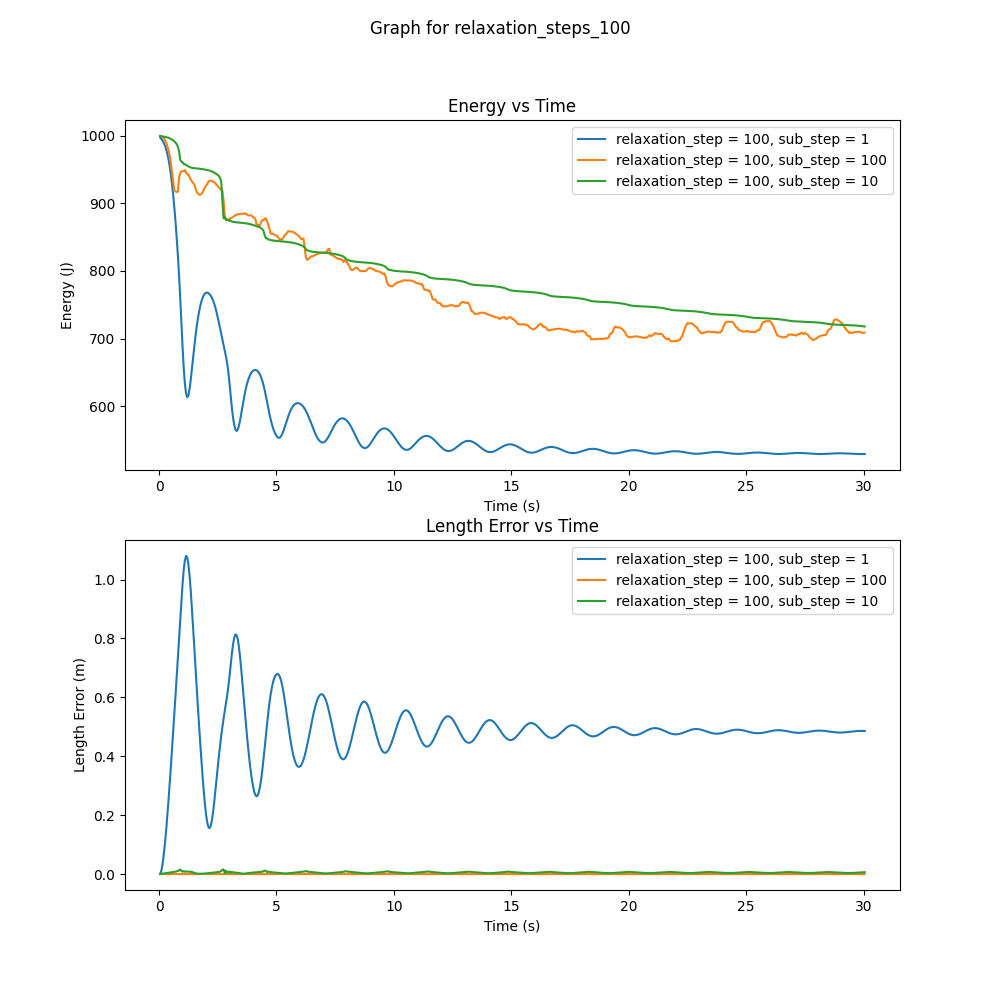 Graph for relaxation_steps_100
Energy vs Time
1000
900
800
700
600
Energy (J)
relaxation_step = 100, sub_step = 1
relaxation_step = 100, sub_step = 100
relaxation_step = 100, sub_step = 10
0 5 10 15 20 25 30
Time (s)
Length Error vs Time
1.0
0.8
0.6
0.4
0.2
0.0
Length Error (m)
relaxation_step = 100, sub_step = 1
relaxation_step = 100, sub_step = 100
relaxation_step = 100, sub_step = 10
0 5 10 15 20 25 30
Time (s)